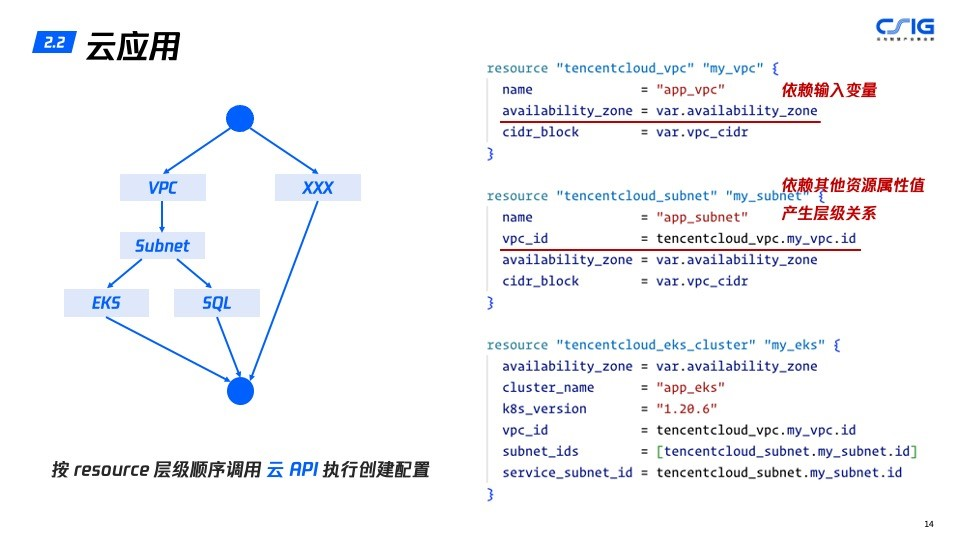 2.2
云应用
CSIG
VPC
XXX
Subnet
EKS
SQL
按 resource 层级顺序调用 云 API 执行创建配置
resource "tencentcloud_vpc" "my_vpc" {
name = "app_vpc"
依赖输入变量
availability_zone = var.availability_zone
cidr_block = var.vpc_cidr
}
依赖其他资源属性值
resource "tencentcloud_subnet" "my_subnet" {
产生层级关系
name = "app_subnet"
vpc_id = tencentcloud_vpc.my_vpc.id
availability_zone = var.availability_zone
cidr_block = var.vpc_cidr
}
resource "tencentcloud_eks_cluster" "my_eks" {
availability_zone = var.availability_zone
cluster_name = "app_eks"
k8s_version = "1.20.6"
vpc_id = tencentcloud_vpc.my_vpc.id
subnet_ids = [tencentcloud_subnet.my_subnet.id]
service_subnet_id = tencentcloud_subnet.my_subnet.id
}
14